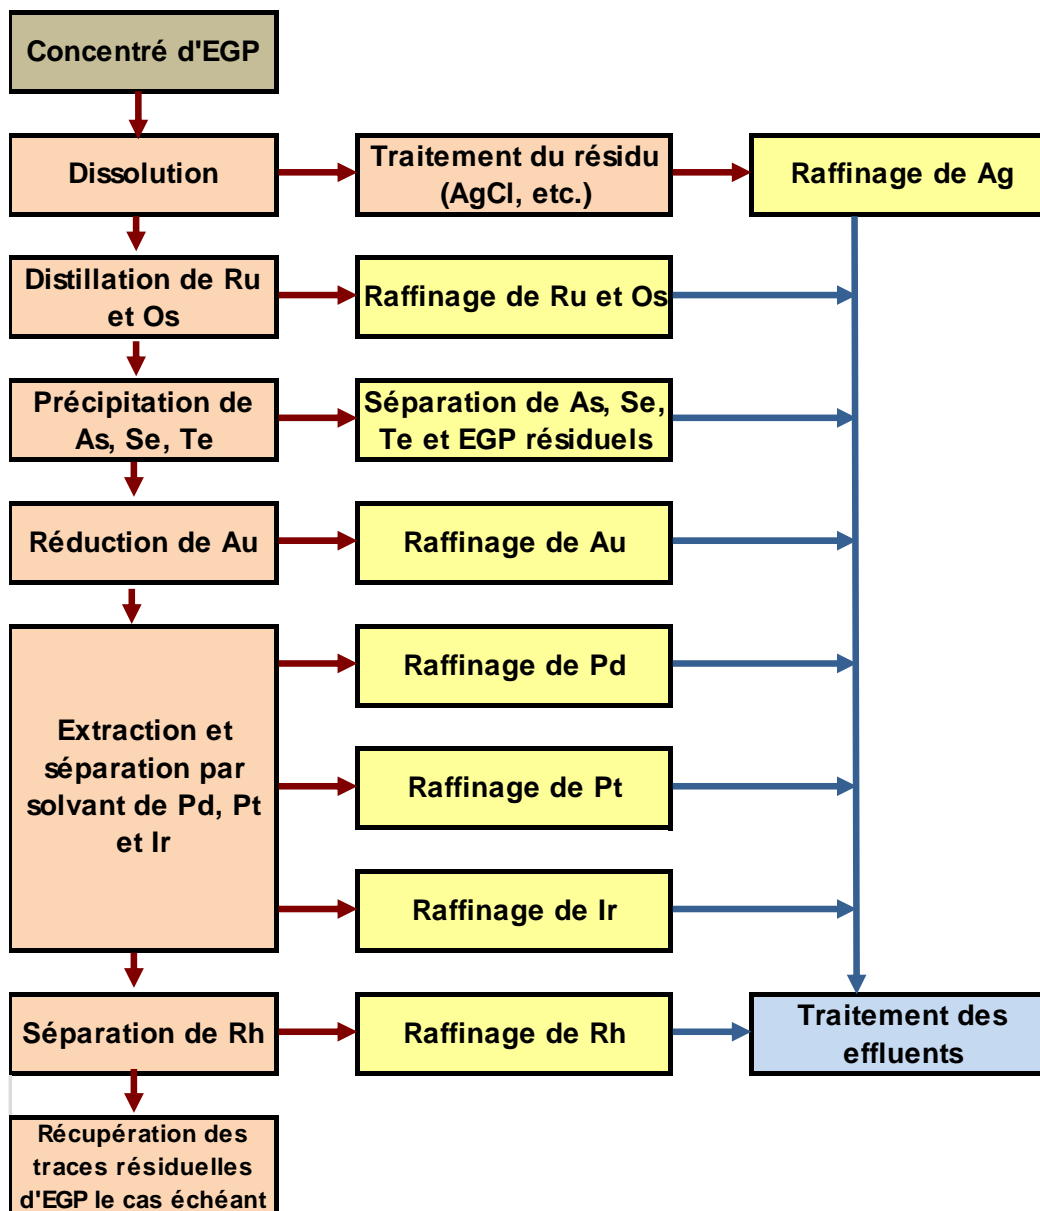 Concentré d'EGP
Dissolution
Traitement du résidu
(AgCl, etc.)
Raffinage de Ag
Distillation de Ru
et Os
Raffinage de Ru et Os
Précipitation de
As, Se, Te
Séparation de As, Se,
Te et EGP résiduels
Réduction de Au
Raffinage de Au
Extraction et
séparation par
solvant de Pd, Pt
et Ir
Raffinage de Pd
Raffinage de Pt
Raffinage de Ir
Séparation de Rh
Raffinage de Rh
Traitement des
effluents
Récupération des
traces résiduelles
d'EGP le cas échéant